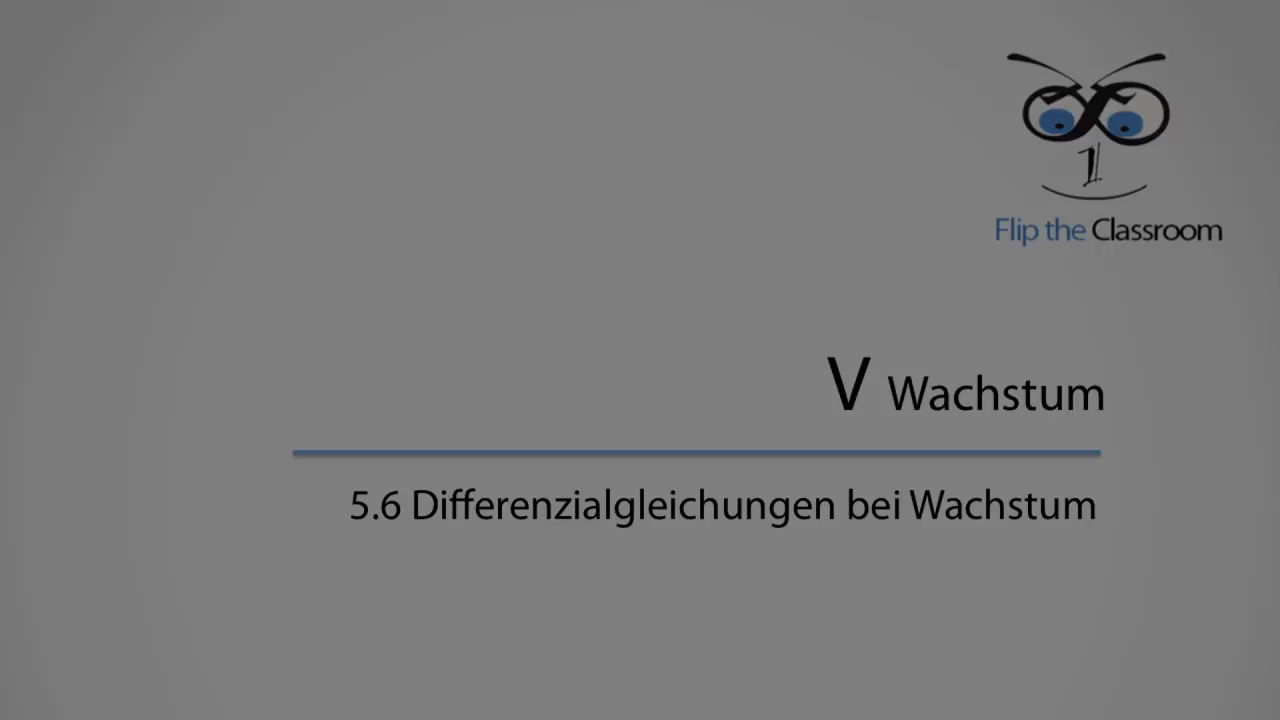 Flip the Classroom
V Wachstum
5.6 Differenzialgleichungen bei Wachstum